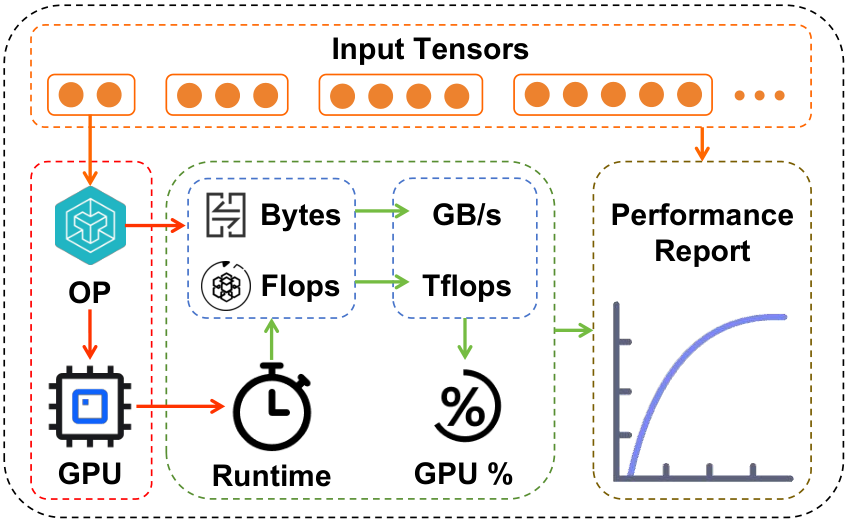 Input Tensors
OP
GPU
Bytes
GB/s
Flops
Tflops
Runtime
%
GPU %
Performance
Report